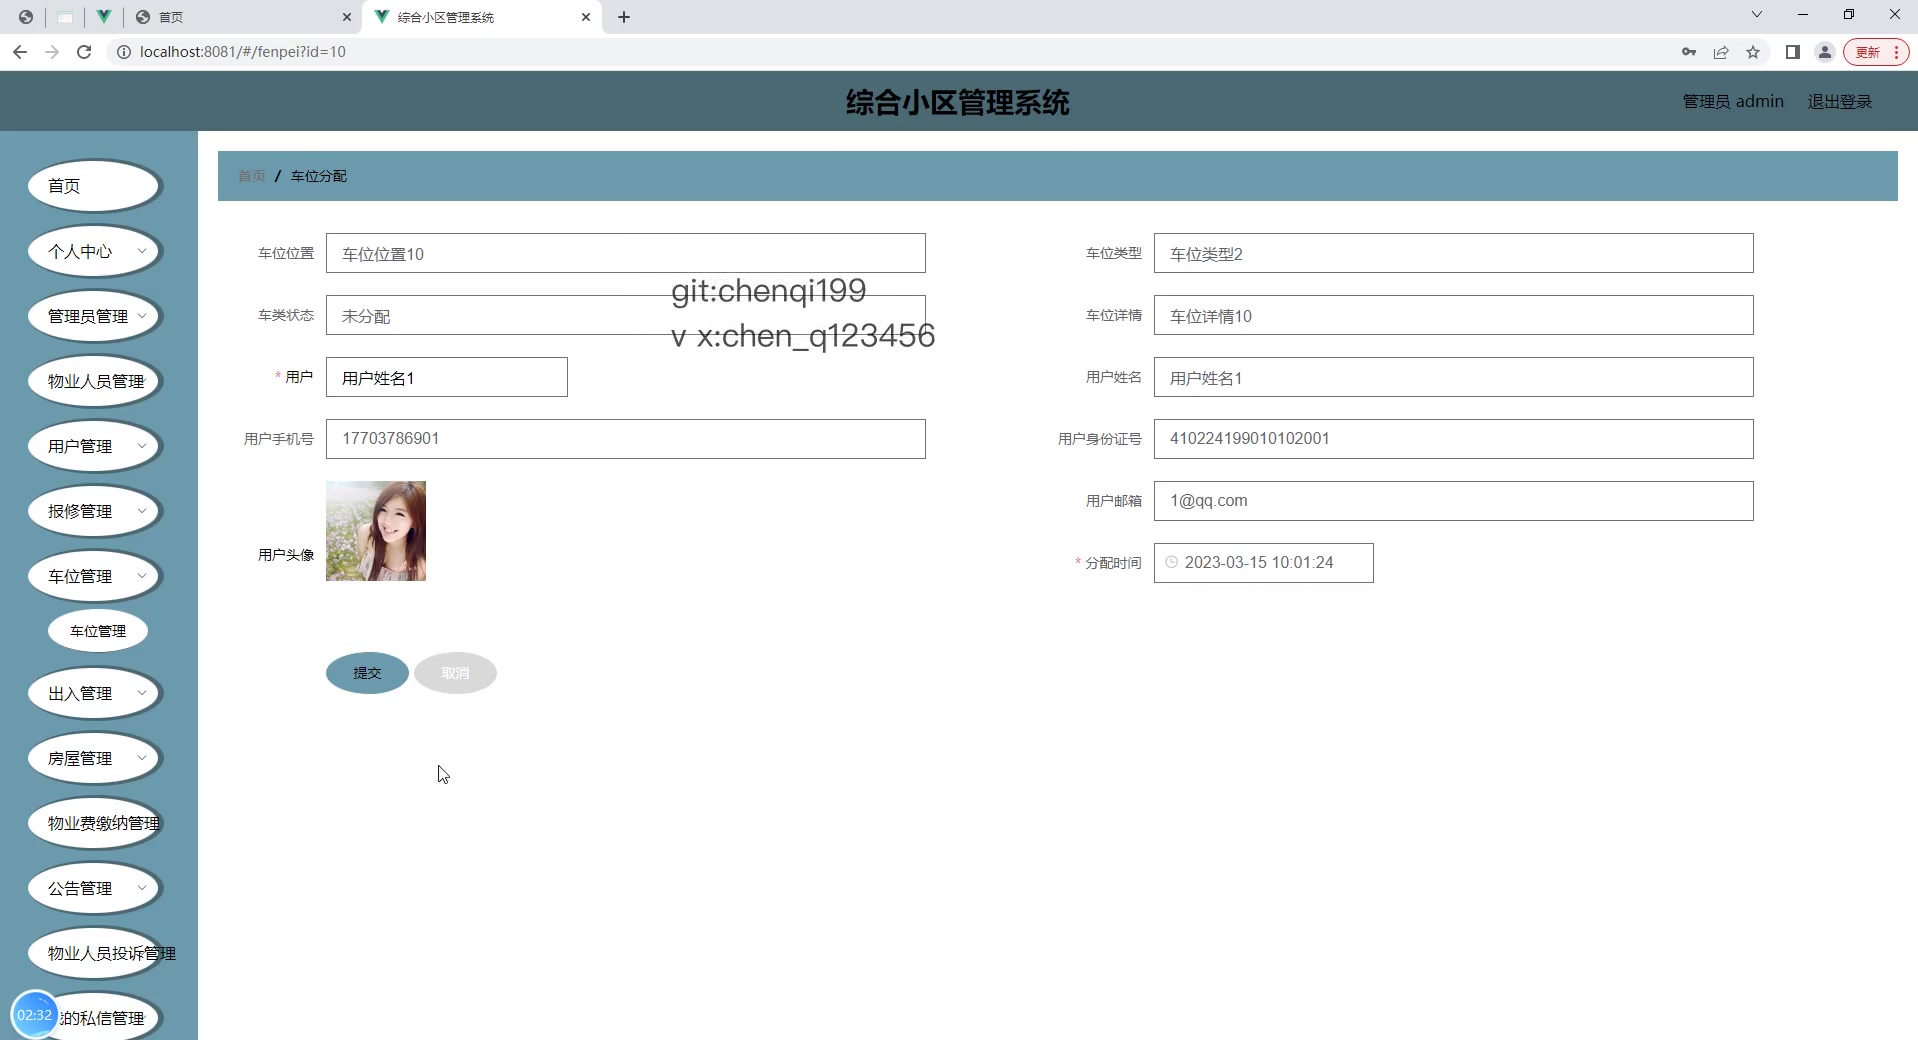 首页
综合小区管理系统
localhost:8081/#/fenpei?id=10
更新
综合小区管理系统
管理员 admin
退出登录
首页 / 车位分配
首页
个人中心
管理员管理
物业人员管理
用户管理
报修管理
车位管理
车位管理
出入管理
房屋管理
物业费缴纳管理
公告管理
物业人员投诉管理
的私信管理
02:32
车位位置 车位位置10
车位类型 车位类型2
git:chenqi199
车类状态 未分配
车位详情 车位详情10
v x:chen_q123456
* 用户 用户姓名1
用户姓名 用户姓名1
用户手机号 17703786901
用户身份证号 410224199010102001
用户邮箱 1@qq.com
用户头像
* 分配时间 2023-03-15 10:01:24
提交
取消